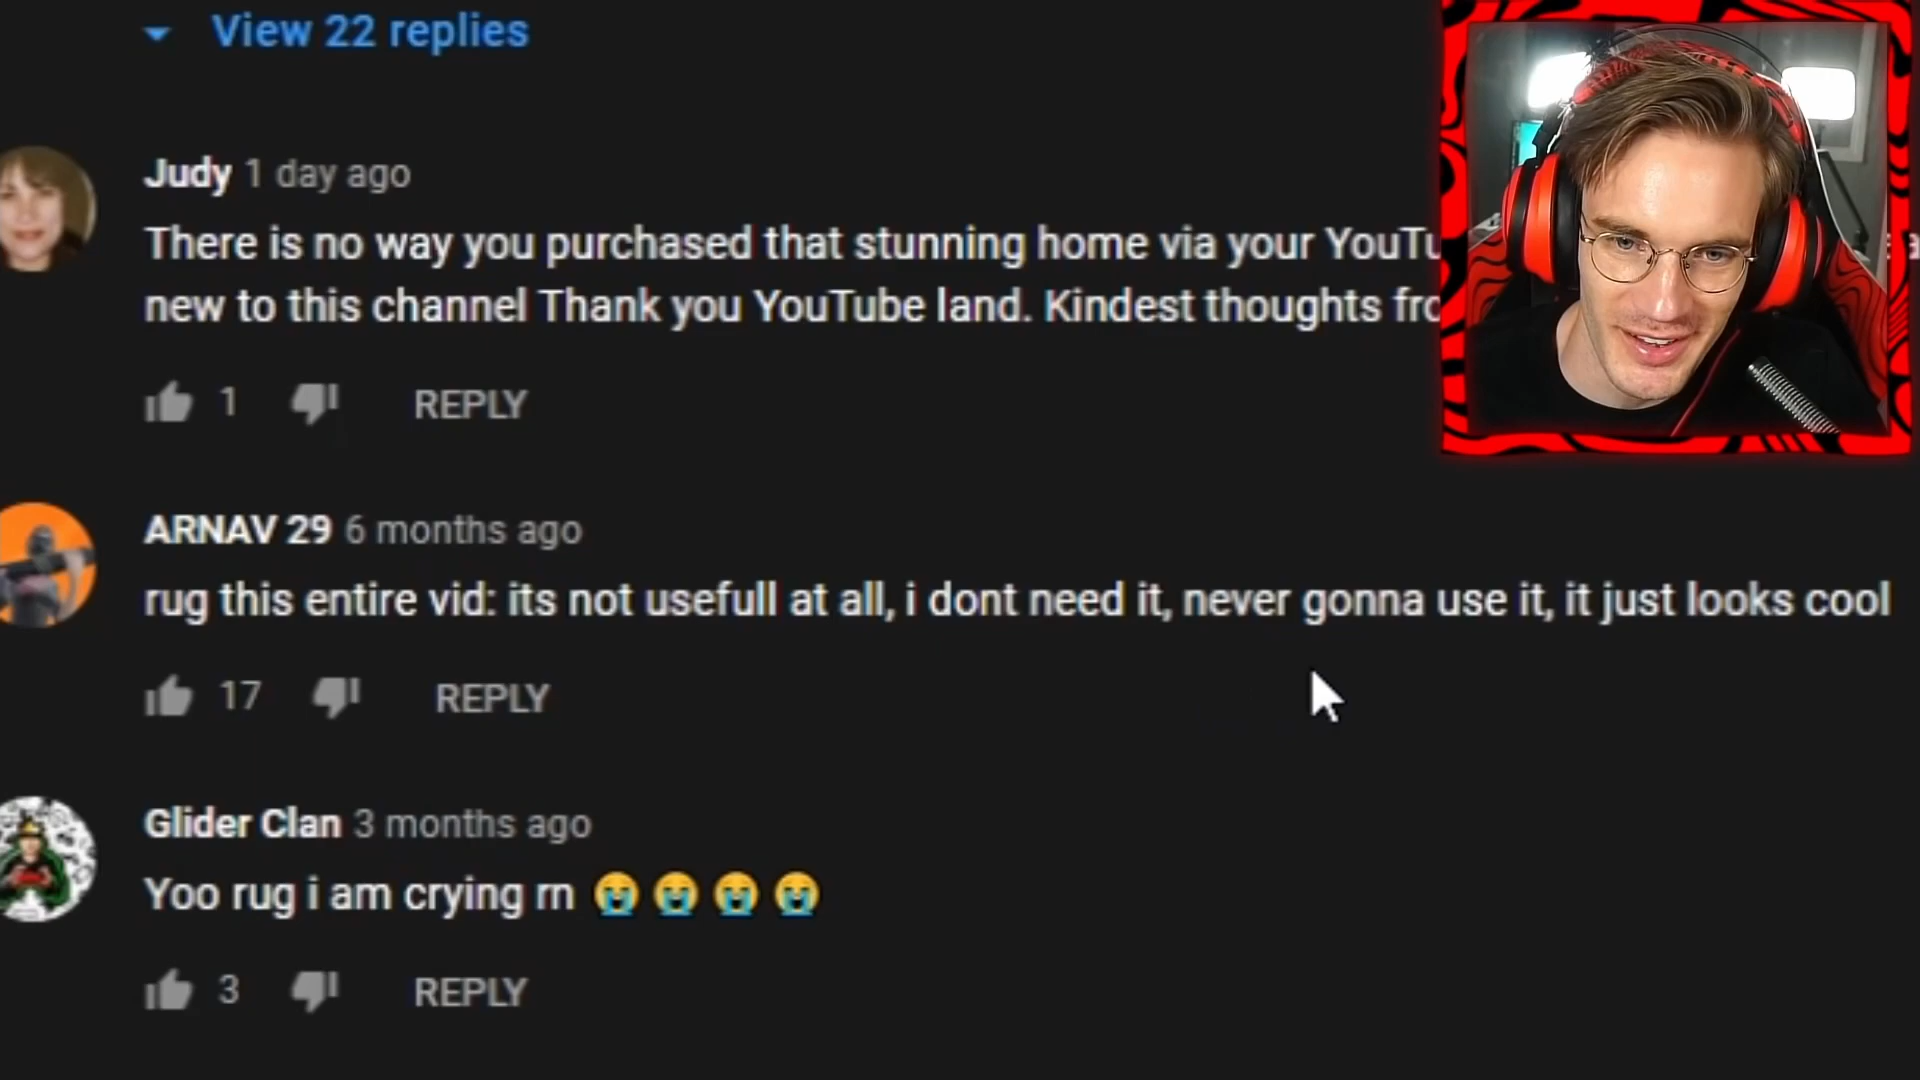 View 22 replies
Judy 1 day ago
There is no way you purchased that stunning home via your
new to this channel Thank you YouTube land. Kindest thoughts
1 REPLY
ARNAV 29 6 months ago
rug this entire vid: its not usefull at all, i dont need it, never gonna use it, it just looks cool
17 REPLY
Glider Clan 3 months ago
Yoo rug i am crying rn 😭 😭 😭 😭
3 REPLY